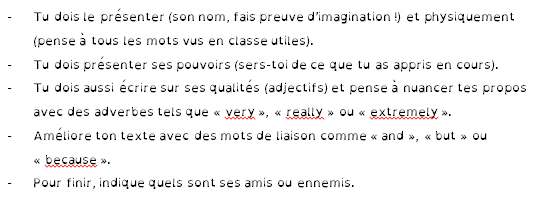 - Tu dois le présenter (son nom, fais preuve d'imagination !) et physiquement
(pense à tous les mots vus en classe utiles).
- Tu dois présenter ses pouvoirs (sers-toi de ce que tu as appris en cours).
- Tu dois aussi écrire sur ses qualités (adjectifs) et pense à nuancer tes propos
avec des adverbes tels que « very », « really » ou « extremely ».
- Améliore ton texte avec des mots de liaison comme « and », « but » ou
« because ».
- Pour finir, indique quels sont ses amis ou ennemis.